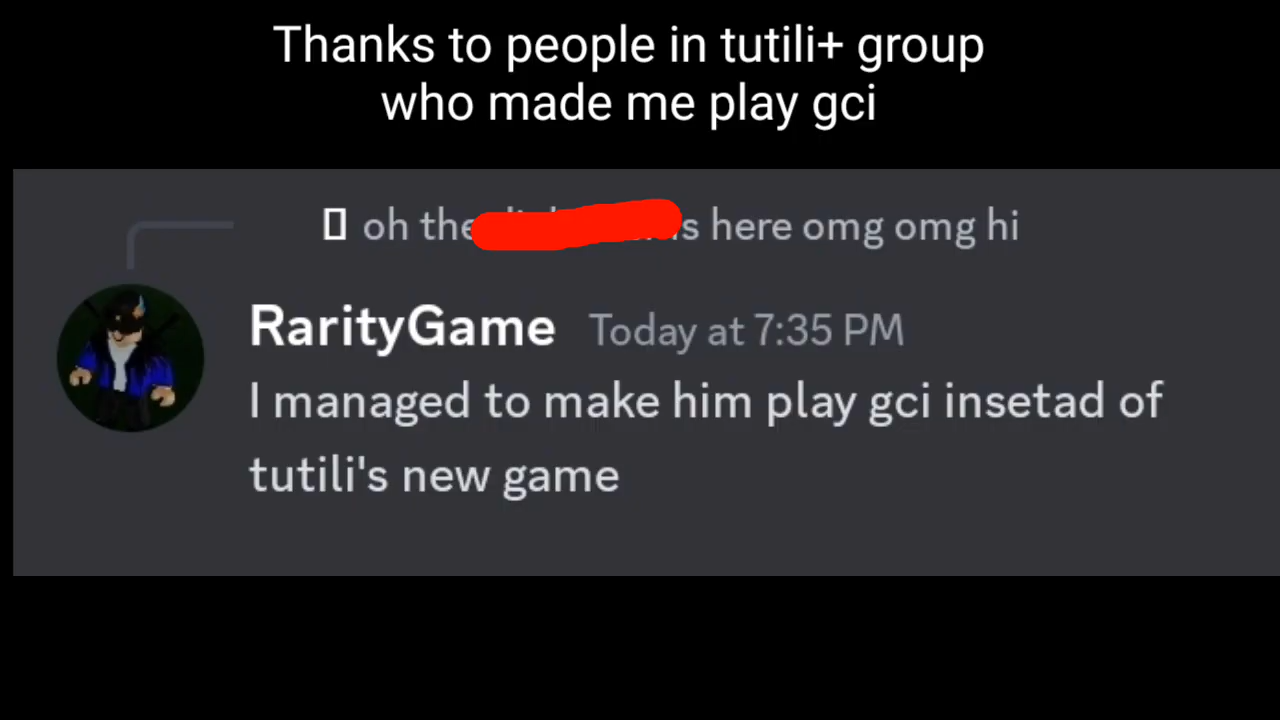 Thanks to people in tutili+ group
who made me play gci
oh the is here omg omg hi
RarityGame Today at 7:35 PM
I managed to make him play gci insetad of
tutili's new game